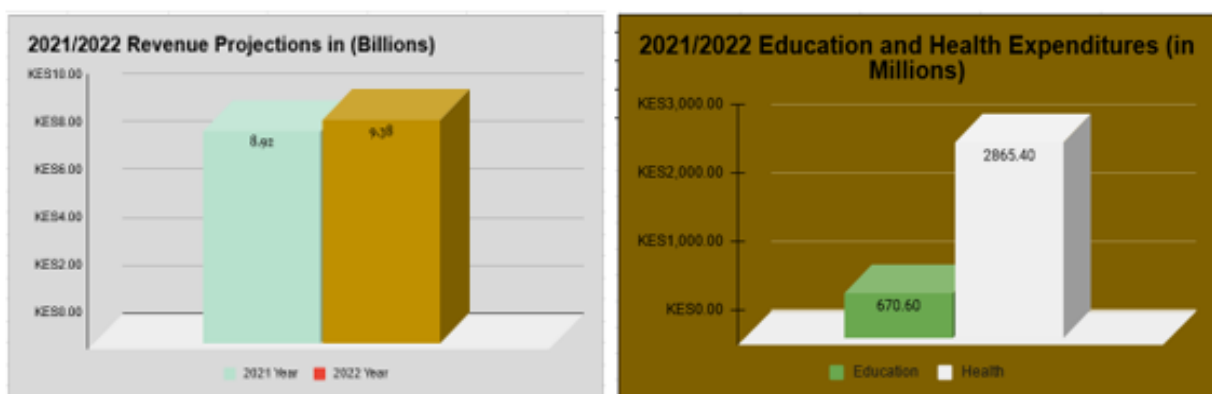 2021/2022 Revenue Projections in (Billions)
KES10.00
KES8.00
KES6.00
KES4.00
KES2.00
KES0.00
8.92
9.38
2021 Year
2022 Year
2021/2022 Education and Health Expenditures (in
Millions)
KES3,000.00
KES2,000.00
KES1,000.00
KES0.00
670.60
2865.40
Education
Health